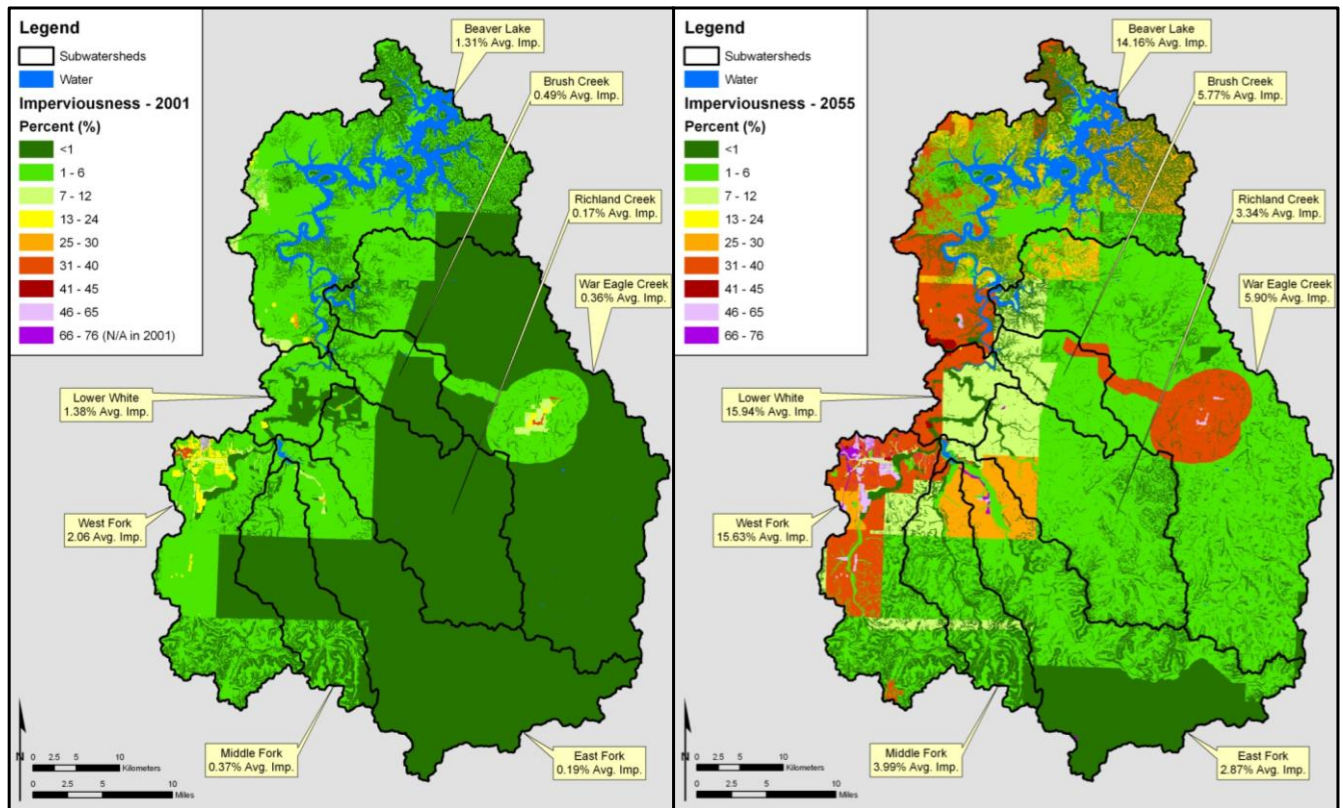 Legend
Subwatersheds
Water
Imperviousness - 2001
Percent (%)
<1
1 - 6
7 - 12
13 - 24
25 - 30
31 - 40
41 - 45
46 - 65
66 - 76 (N/A in 2001)
Beaver Lake
1.31% Avg. Imp.
Brush Creek
0.49% Avg. Imp.
Richland Creek
0.17% Avg. Imp.
War Eagle Creek
0.36% Avg. Imp.
Lower White
1.38% Avg. Imp.
West Fork
2.06 Avg. Imp.
Middle Fork
0.37% Avg. Imp.
East Fork
0.19% Avg. Imp.
N
0 2.5 5 10
Kilometers
0 2.5 5 10
Miles
Legend
Subwatersheds
Water
Imperviousness - 2055
Percent (%)
<1
1 - 6
7 - 12
13 - 24
25 - 30
31 - 40
41 - 45
46 - 65
66 - 76
Beaver Lake
14.16% Avg. Imp.
Brush Creek
5.77% Avg. Imp.
Richland Creek
3.34% Avg. Imp.
War Eagle Creek
5.90% Avg. Imp.
Lower White
15.94% Avg. Imp.
West Fork
15.63% Avg. Imp.
Middle Fork
3.99% Avg. Imp.
East Fork
2.87% Avg. Imp.
N
0 2.5 5 10
Kilometers
0 2.5 5 10
Miles